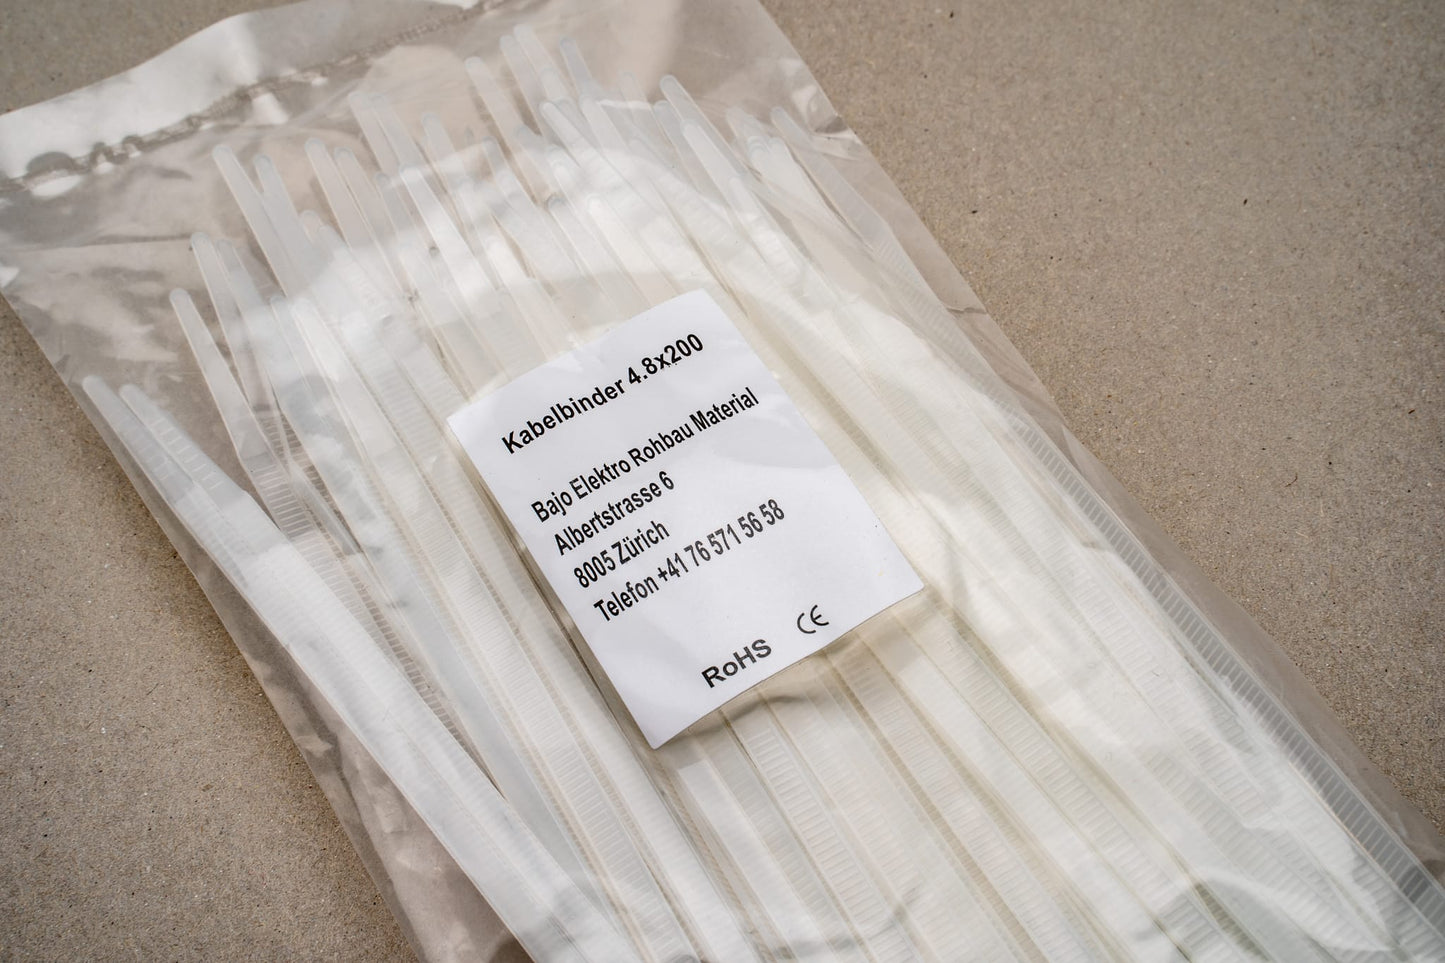 Kabelbinder 4.8x200
Bajo Elektro Rohbau Material
Albertstrasse 6
8005 Zürich
Telefon +41 76 571 56 58
RoHS CE